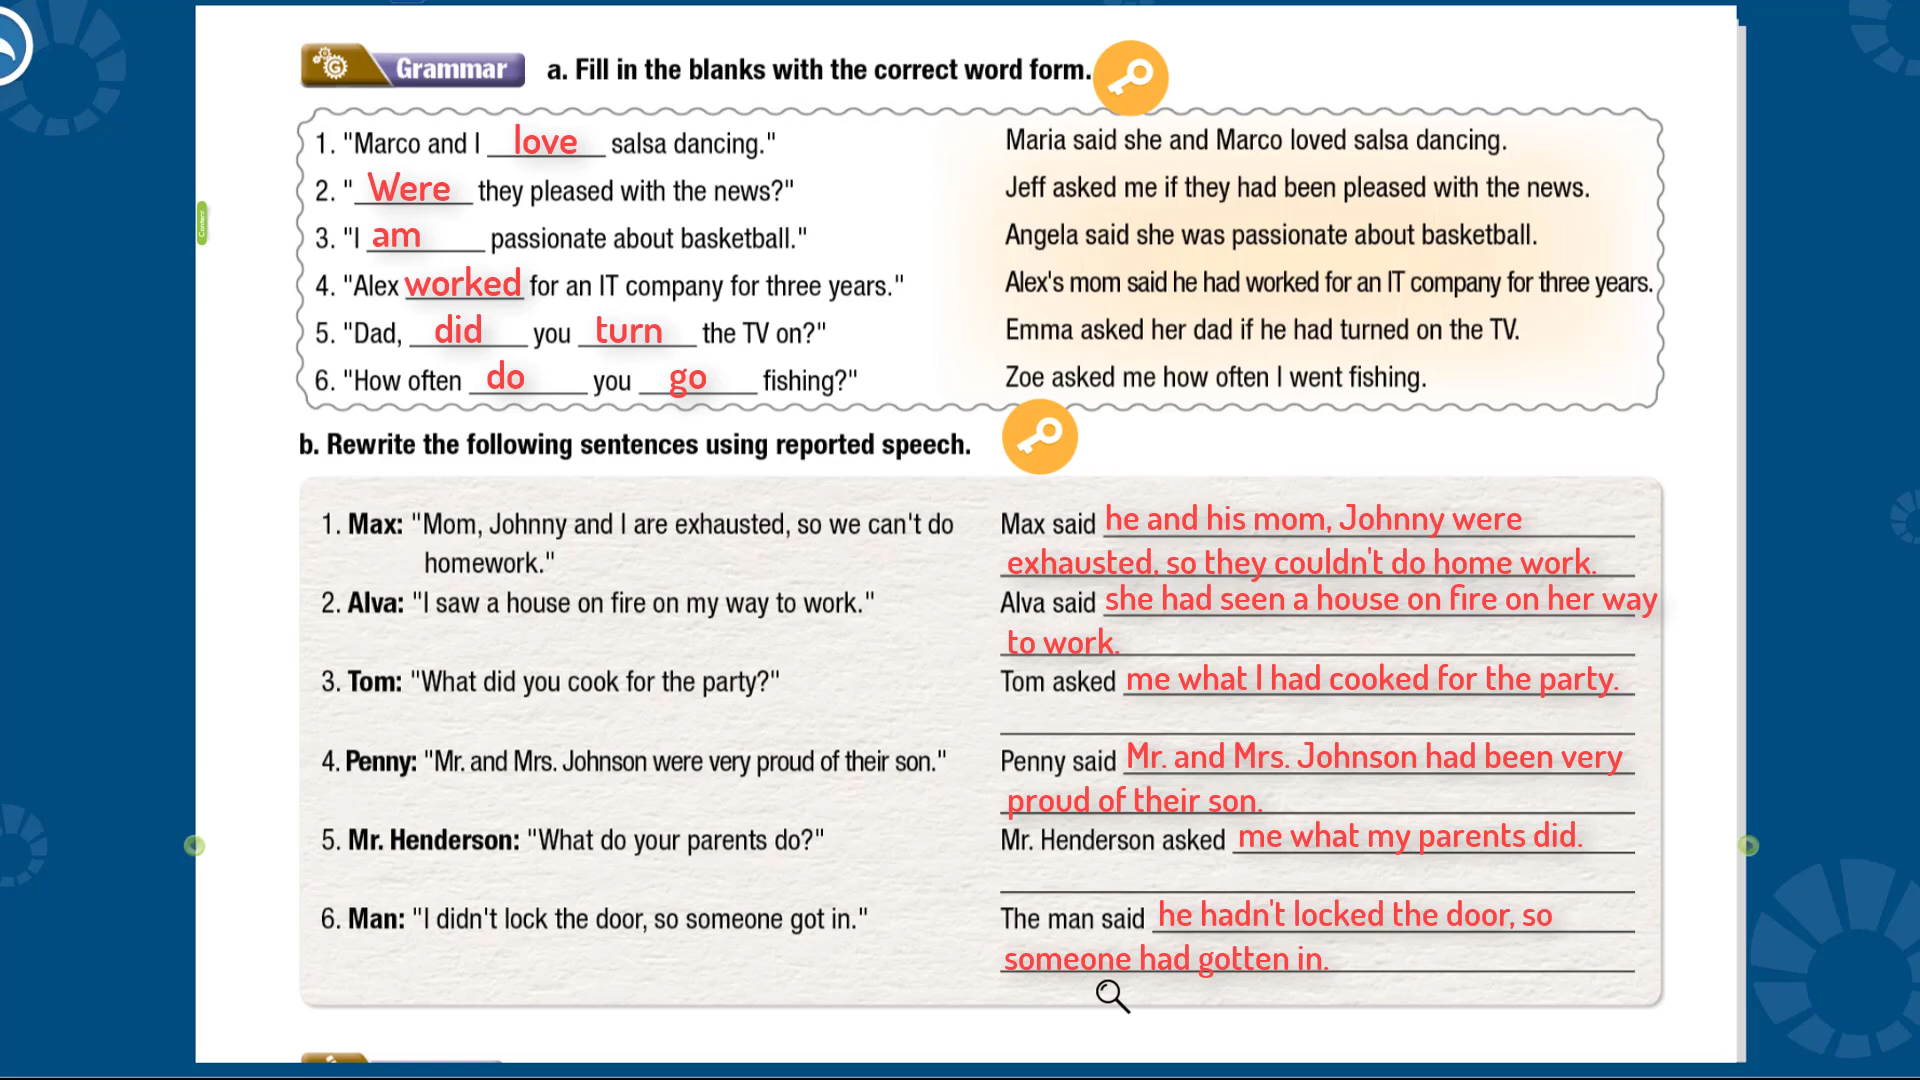 Grammar a. Fill in the blanks with the correct word form.
1. "Marco and I love salsa dancing." Maria said she and Marco loved salsa dancing.
2. "Were they pleased with the news?" Jeff asked me if they had been pleased with the news.
3. "I am passionate about basketball." Angela said she was passionate about basketball.
4. "Alex worked for an IT company for three years." Alex's mom said he had worked for an IT company for three years.
5. "Dad, did you turn the TV on?" Emma asked her dad if he had turned on the TV.
6. "How often do you go fishing?" Zoe asked me how often I went fishing.
b. Rewrite the following sentences using reported speech.
1. Max: "Mom, Johnny and I are exhausted, so we can't do Max said he and his mom, Johnny were
homework." exhausted, so they couldn't do home work.
2. Alva: "I saw a house on fire on my way to work." Alva said she had seen a house on fire on her way
to work.
3. Tom: "What did you cook for the party?" Tom asked me what I had cooked for the party.
4. Penny: "Mr. and Mrs. Johnson were very proud of their son." Penny said Mr. and Mrs. Johnson had been very
proud of their son.
5. Mr. Henderson: "What do your parents do?" Mr. Henderson asked me what my parents did.
6. Man: "I didn't lock the door, so someone got in." The man said he hadn't locked the door, so
someone had gotten in.